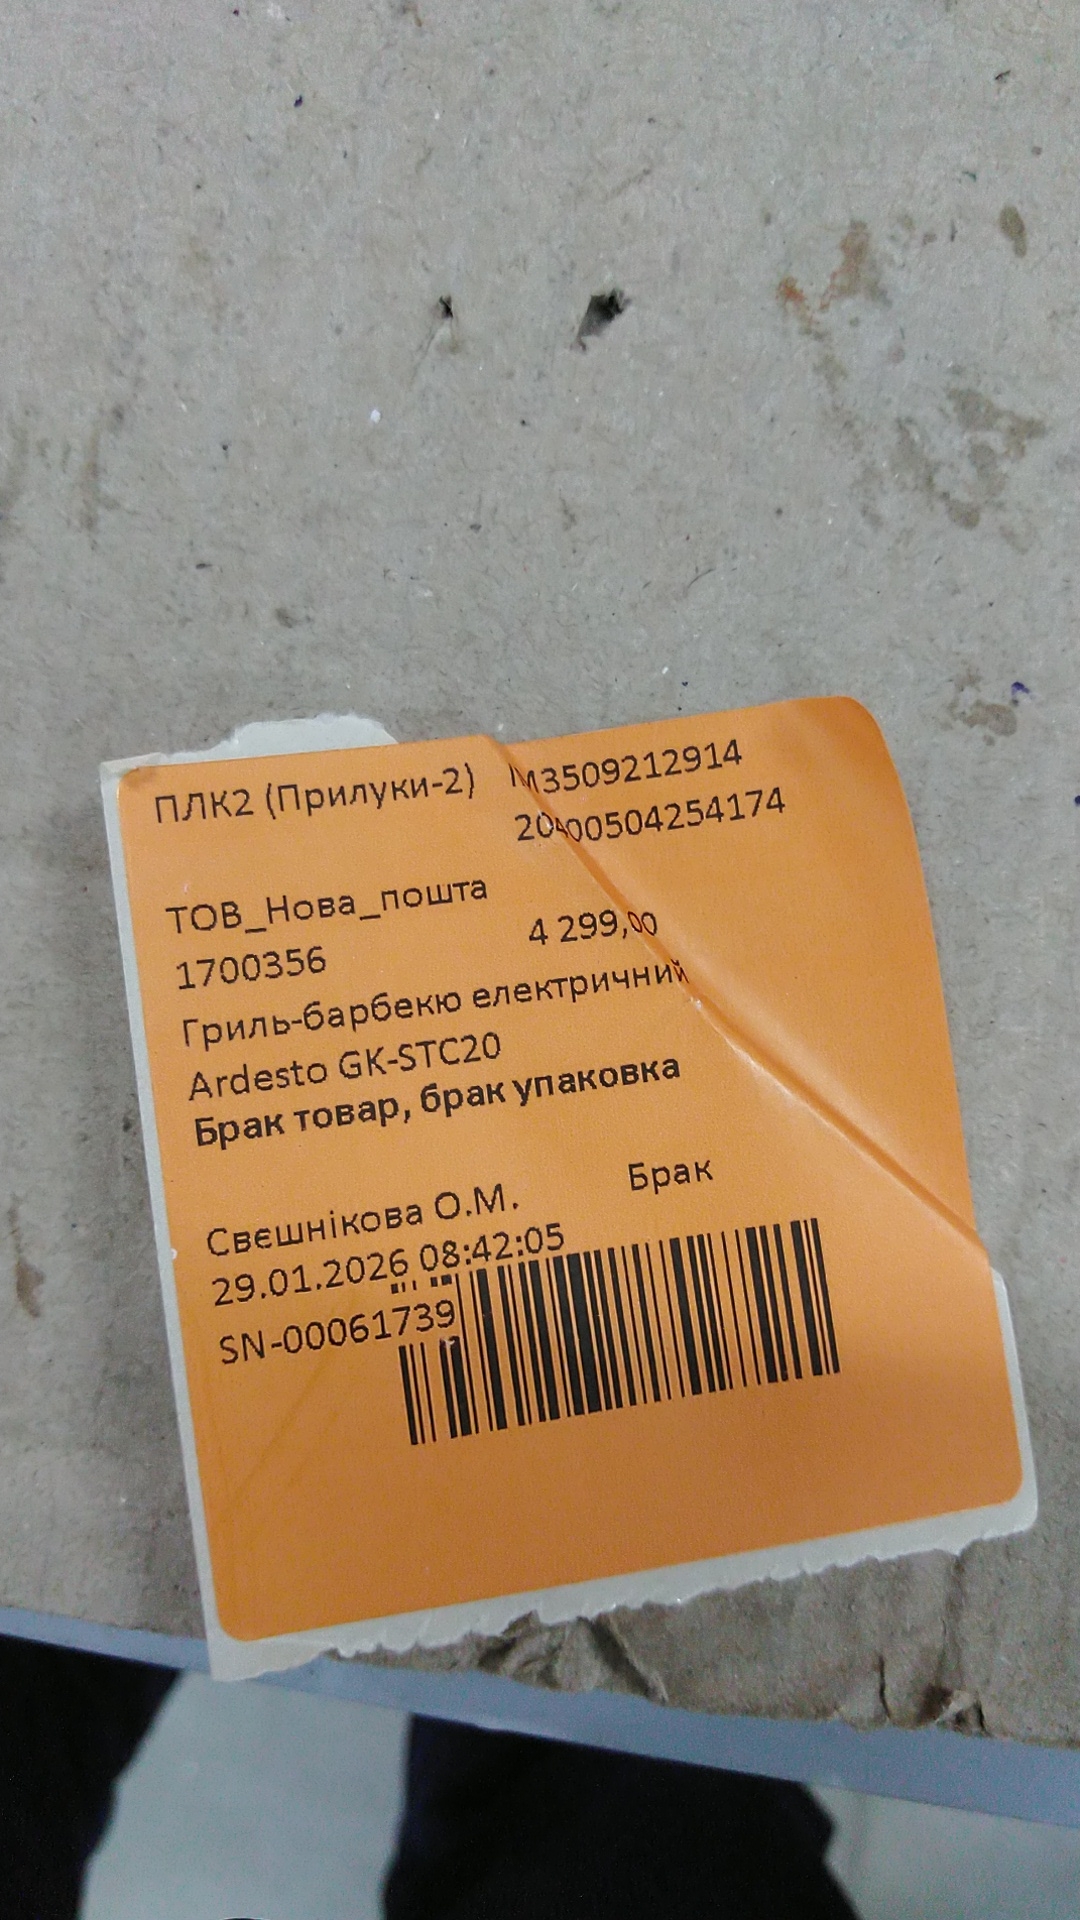 ПЛК2 (Прилуки-2) М3509212914
20400504254174
ТОВ_Нова_пошта
1700356 4 299,00
Гриль-барбекю електричний
Ardesto GK-STC20
Брак товар, брак упаковка
Свєшнікова О.М. Брак
29.01.2026 08:42:05
SN-00061739